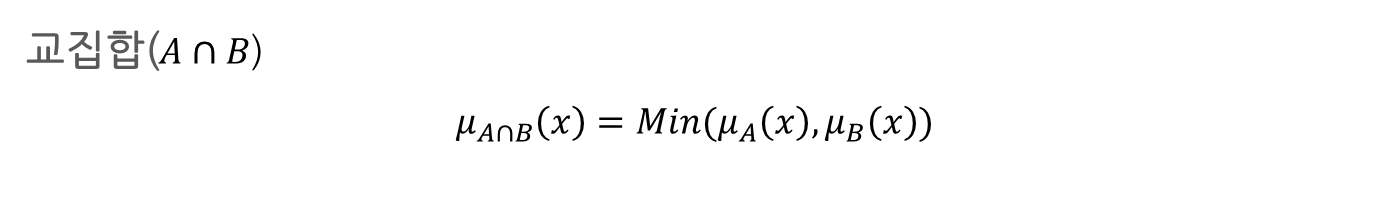 교집합(𝐴 ∩ 𝐵)
𝜇_{𝐴∩𝐵}(𝑥) = 𝑀𝑖𝑛(𝜇_𝐴(𝑥), 𝜇_𝐵(𝑥))